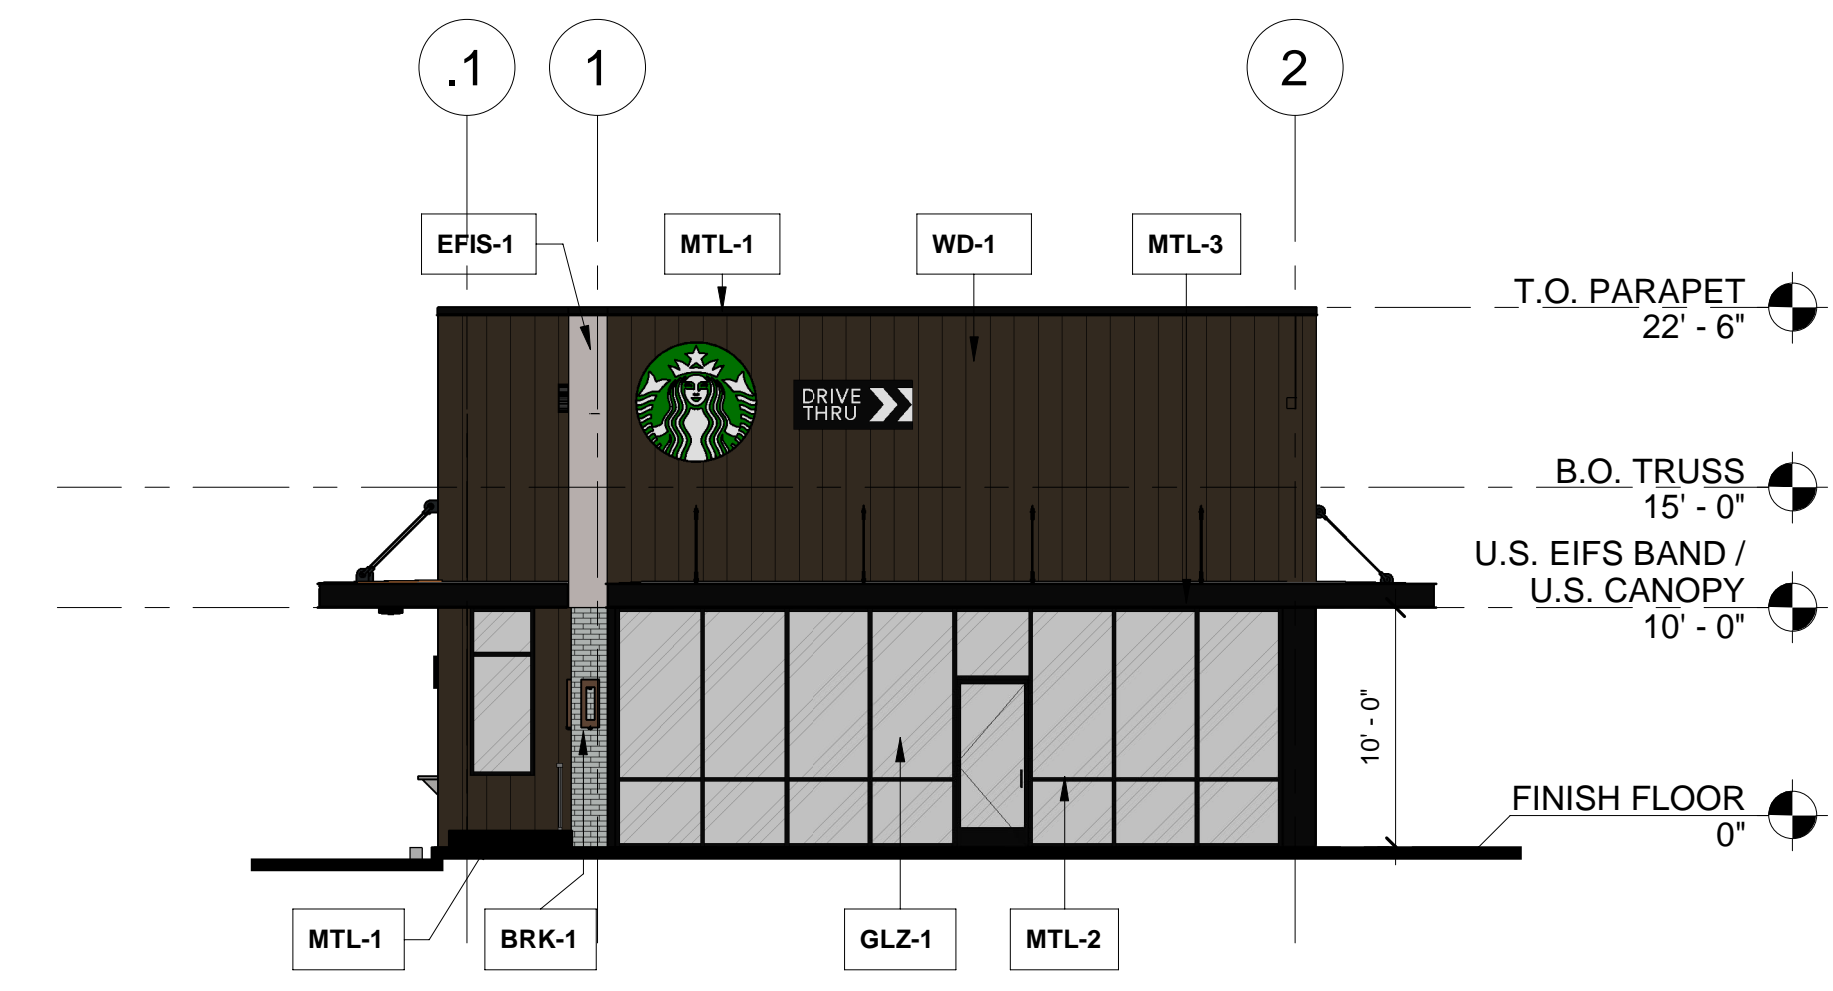 .1
1
2
EFIS-1
MTL-1
WD-1
MTL-3
T.O. PARAPET
22' - 6"
DRIVE
THRU
B.O. TRUSS
15' - 0"
U.S. EIFS BAND /
U.S. CANOPY
10' - 0"
10' - 0"
FINISH FLOOR
0"
MTL-1
BRK-1
GLZ-1
MTL-2